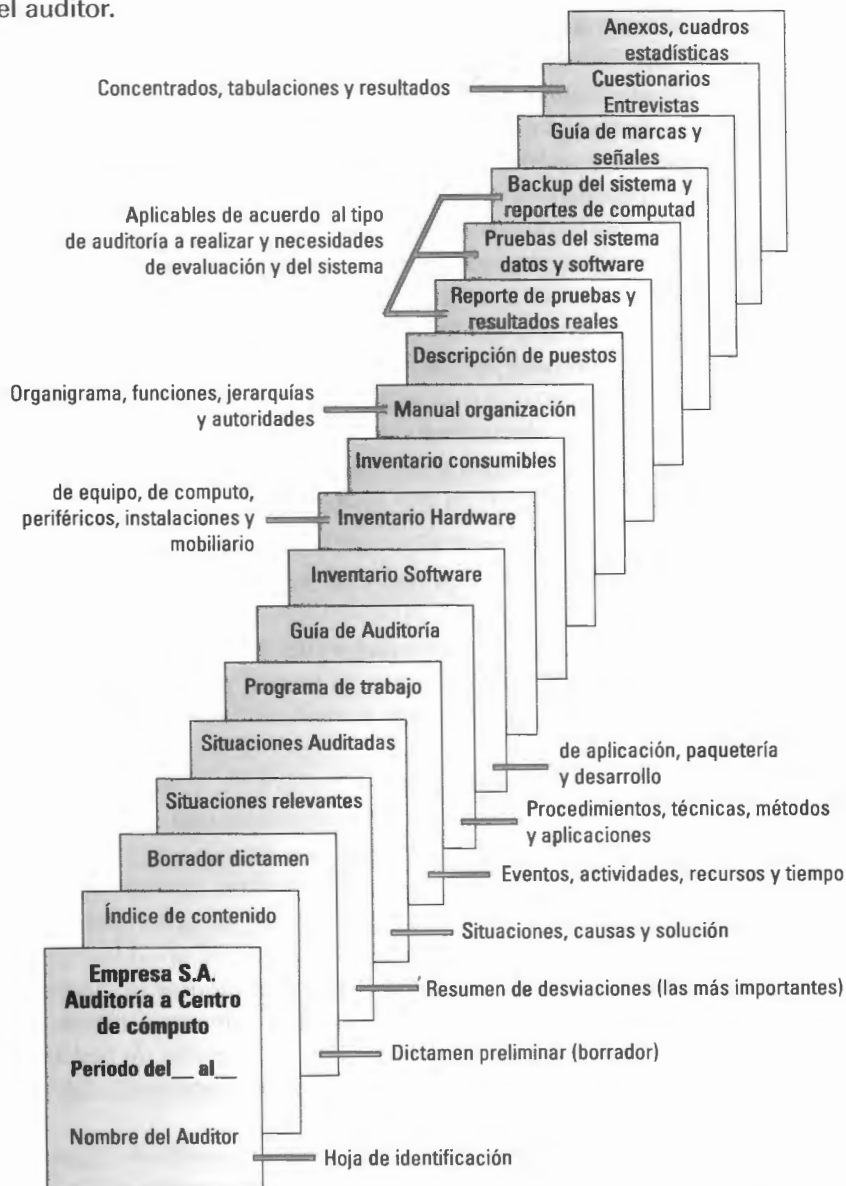 el auditor.
Anexos, cuadros
estadísticas
Concentrados, tabulaciones y resultados
Cuestionarios
Entrevistas
Guía de marcas y
señales
Backup del sistema y
reportes de computad
Aplicables de acuerdo al tipo
de auditoría a realizar y necesidades
de evaluación y del sistema
Pruebas del sistema
datos y software
Reporte de pruebas y
resultados reales
Descripción de puestos
Organigrama, funciones, jerarquías
y autoridades
Manual organización
Inventario consumibles
de equipo, de computo,
periféricos, instalaciones y
mobiliario
Inventario Hardware
Inventario Software
Guía de Auditoría
Programa de trabajo
Situaciones Auditadas
de aplicación, paquetería
y desarrollo
Situaciones relevantes
Procedimientos, técnicas, métodos
y aplicaciones
Borrador dictamen
Eventos, actividades, recursos y tiempo
Índice de contenido
Situaciones, causas y solución
Empresa S.A.
Auditoría a Centro
de cómputo
Resumen de desviaciones (las más importantes)
Periodo del__ al__
Dictamen preliminar (borrador)
Nombre del Auditor
Hoja de identificación